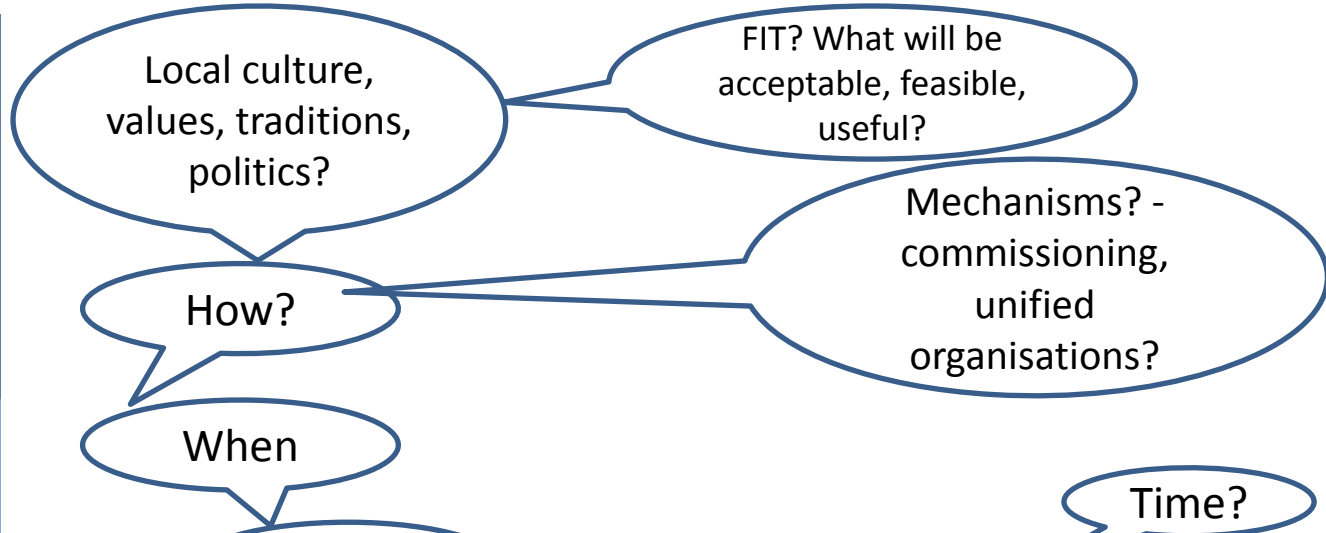 Local culture,
values, traditions,
politics?
FIT? What will be
acceptable, feasible,
useful?
Mechanisms? -
commissioning,
unified
organisations?
How?
When
Time?